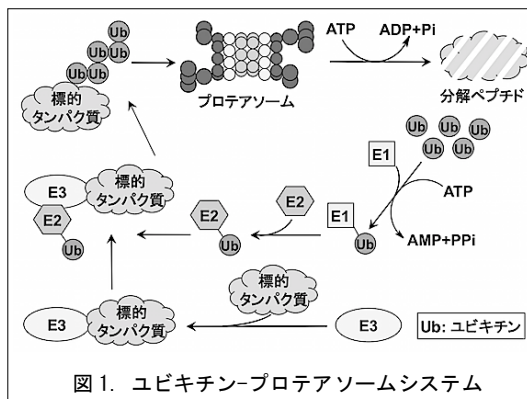 Ub
Ub
Ub Ub
Ub Ub
標的
タンパク質
プロテアソーム
ATP
ADP+Pi
分解ペプチド
Ub Ub Ub
Ub Ub
E1
ATP
AMP+PPi
E1
Ub
E2
E2
Ub
E3
標的
タンパク質
E2
Ub
標的
タンパク質
E3
標的
タンパク質
E3
Ub: ユビキチン
図 1. ユビキチン-プロテアソームシステム